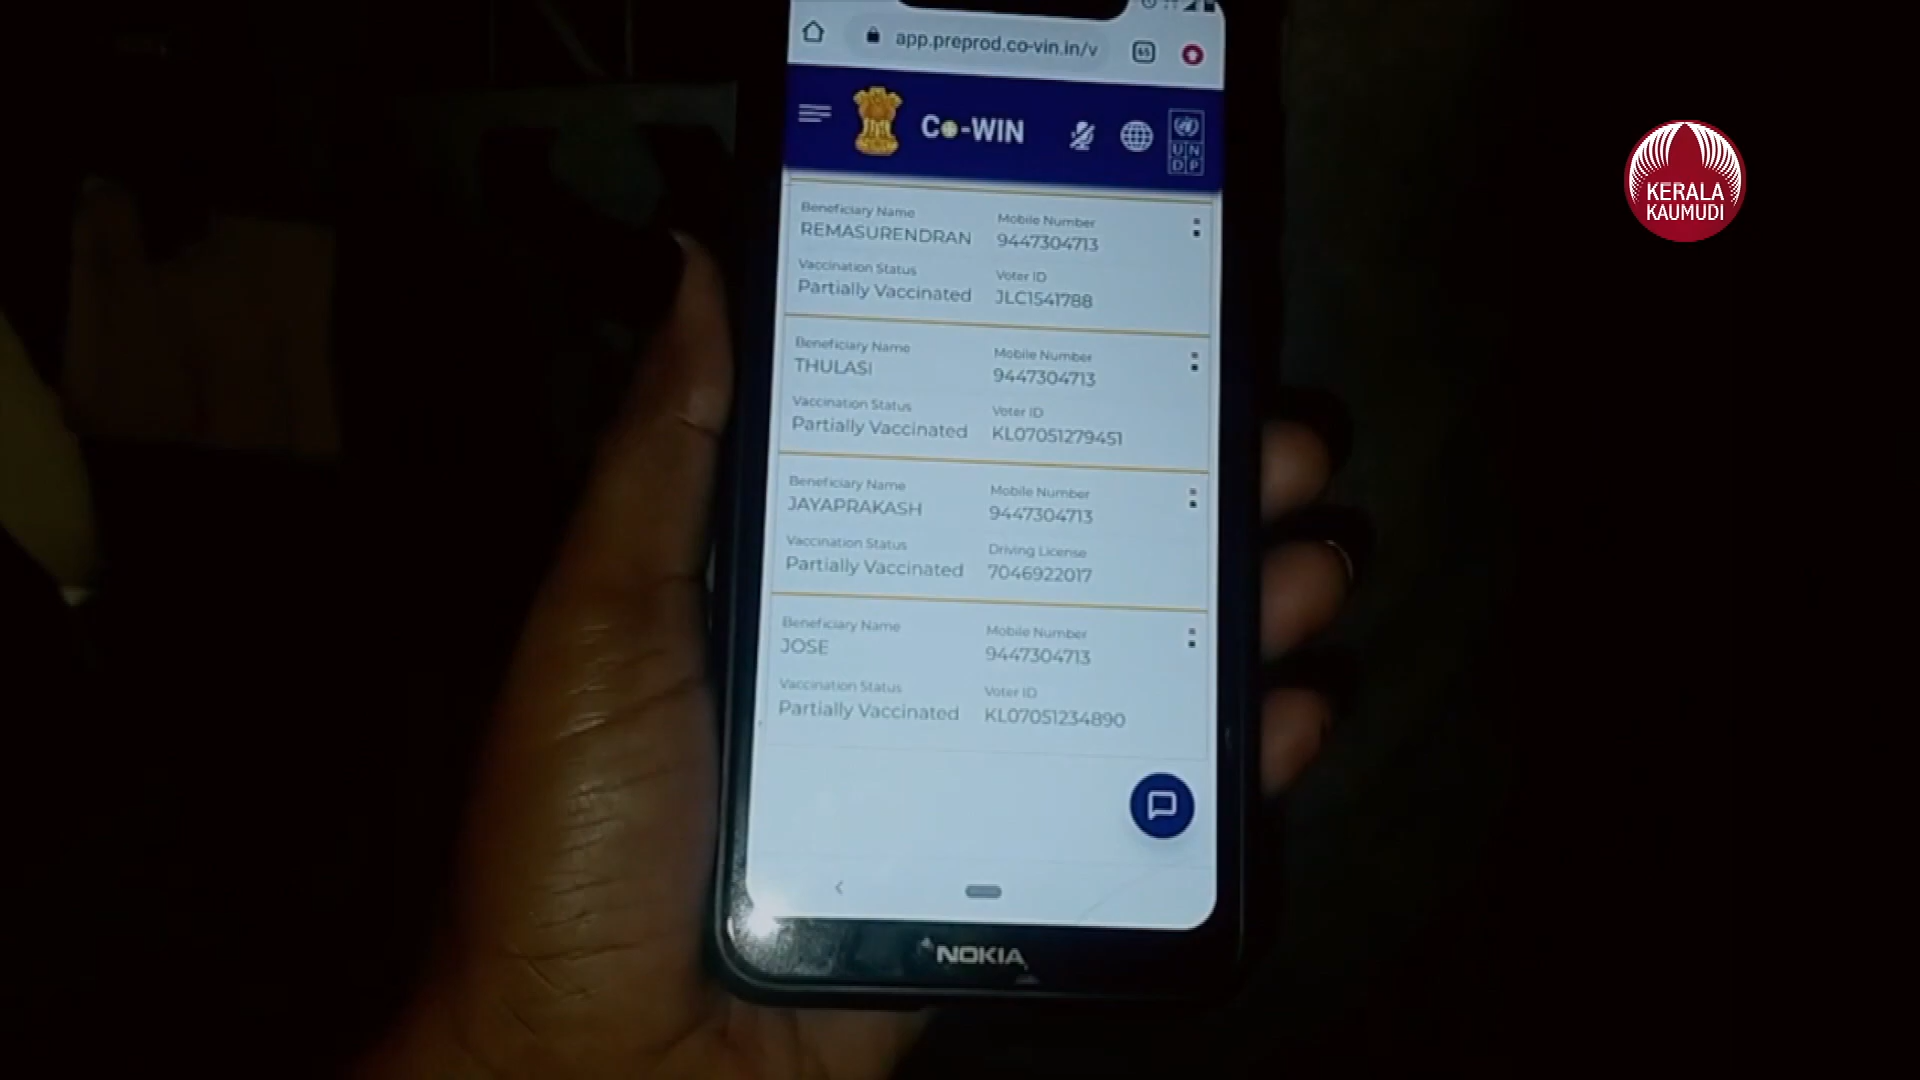 app.preprod.co-vin.in/v
65
Co-WIN
UN
DP
KERALA
KAUMUDI
Beneficiary Name
REMASURENDRAN
Mobile Number
9447304713
Vaccination Status
Partially Vaccinated
Voter ID
JLC1541788
Beneficiary Name
THULASI
Mobile Number
9447304713
Vaccination Status
Partially Vaccinated
Voter ID
KL07051279451
Beneficiary Name
JAYAPRAKASH
Mobile Number
9447304713
Vaccination Status
Partially Vaccinated
Driving License
7046922017
Beneficiary Name
JOSE
Mobile Number
9447304713
Vaccination Status
Partially Vaccinated
Voter ID
KL07051234890
NOKIA